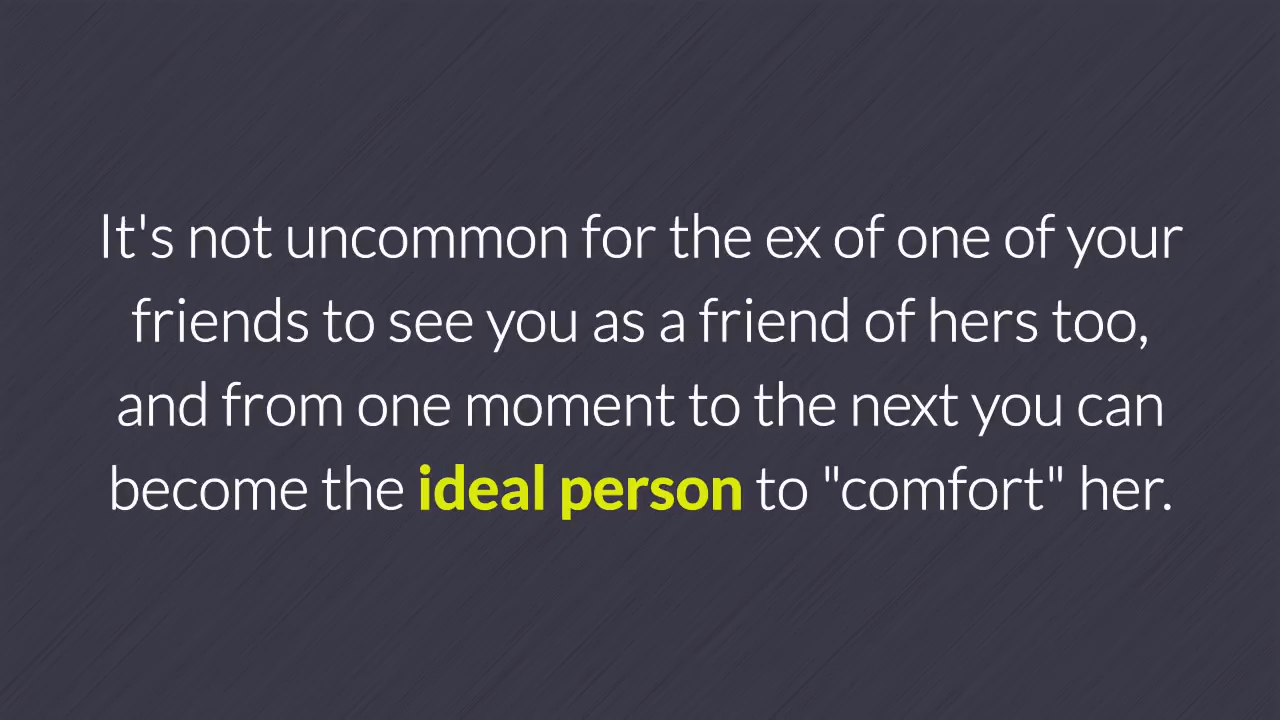 It's not uncommon for the ex of one of your
friends to see you as a friend of hers too,
and from one moment to the next you can
become the ideal person to "comfort" her.